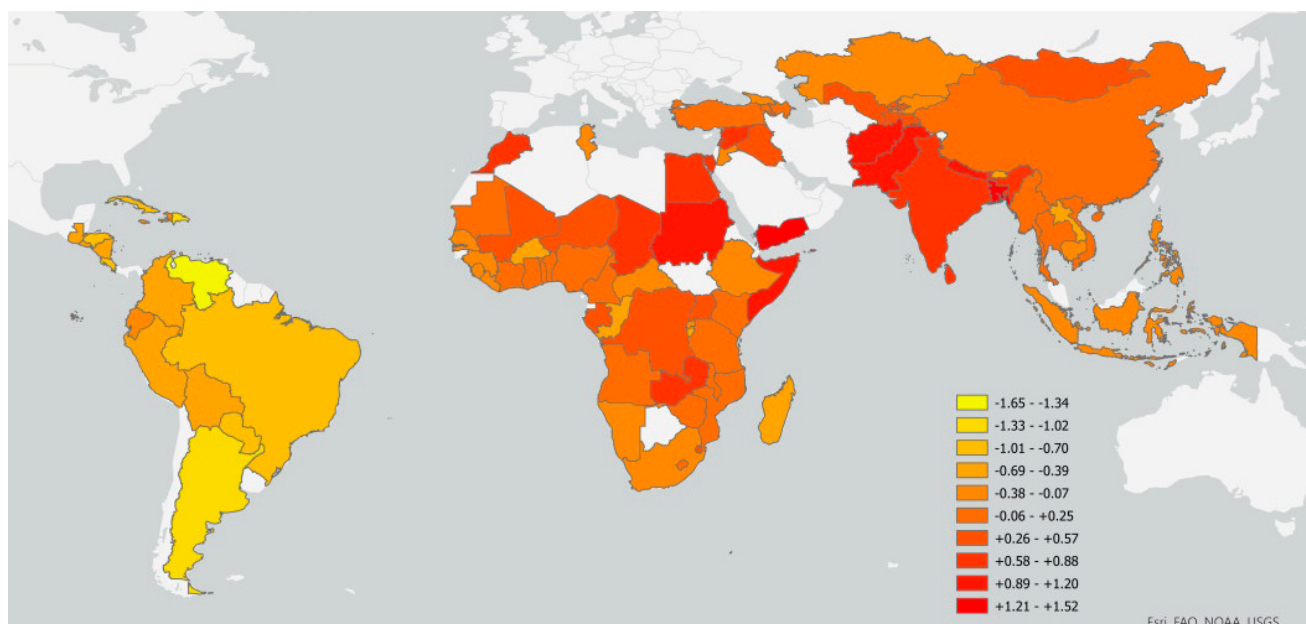 -1.65 - -1.34
-1.33 - -1.02
-1.01 - -0.70
-0.69 - -0.39
-0.38 - -0.07
-0.06 - +0.25
+0.26 - +0.57
+0.58 - +0.88
+0.89 - +1.20
+1.21 - +1.52
Esri, FAO, NOAA, USGS